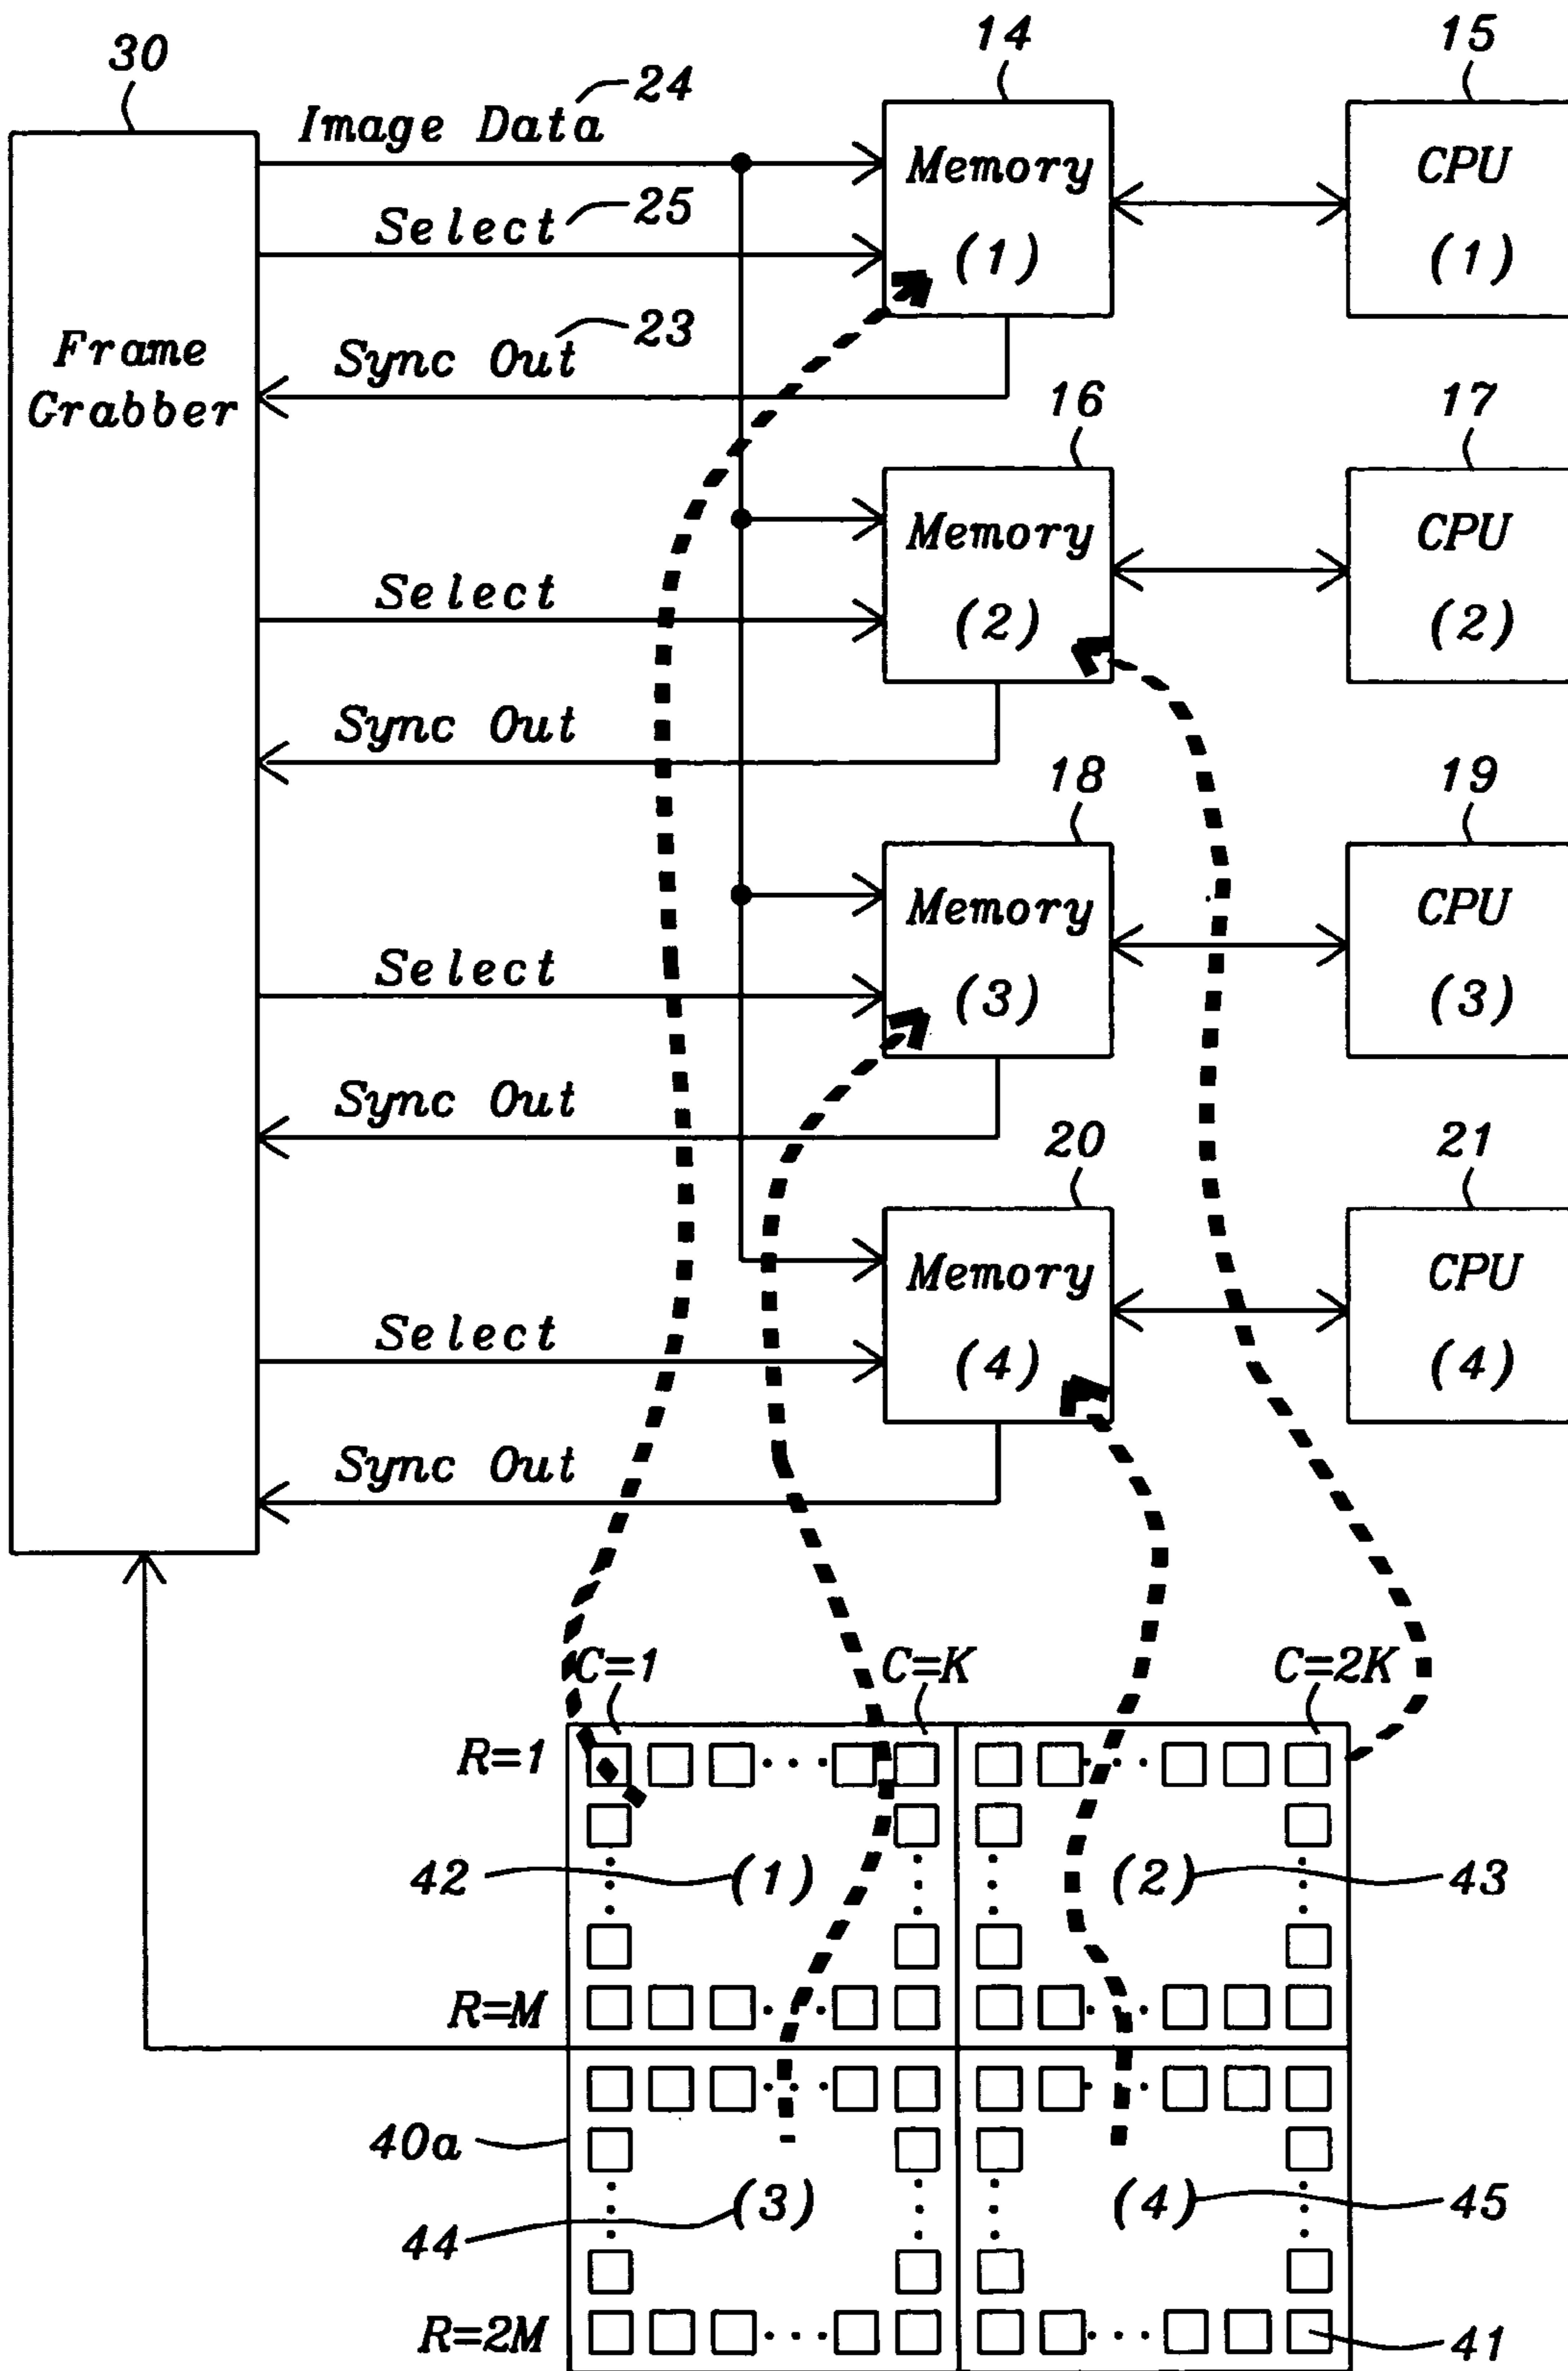 30
14
15
Image Data
24
Memory
(1)
CPU
(1)
Select
25
Frame
Grabber
Sync Out
23
16
17
Memory
(2)
CPU
(2)
Select
Sync Out
18
19
Memory
(3)
CPU
(3)
Select
Sync Out
20
21
Memory
(4)
CPU
(4)
Select
Sync Out
C=1
C=K
C=2K
R=1
42
(1)
(2)
43
R=M
40a
44
(3)
(4)
45
R=2M
41